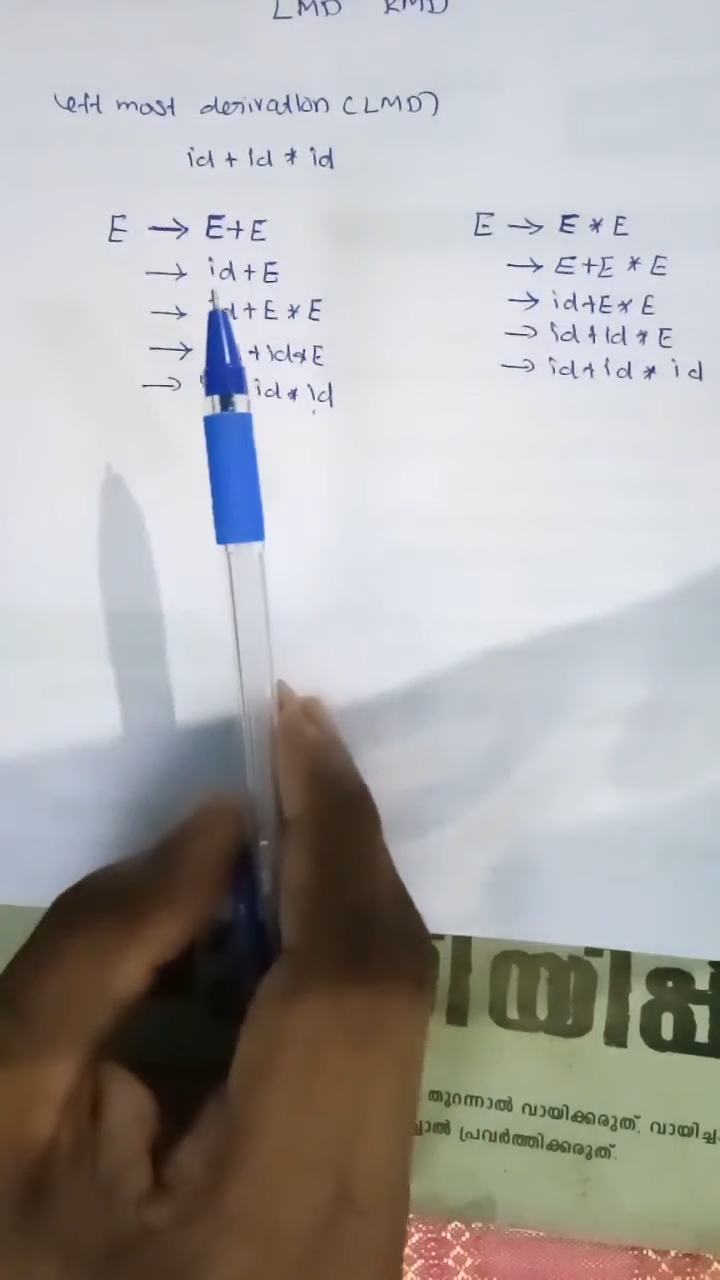 LMD RMD
Left most derivation (LMD)
id + id * id
E → E+E
→ id+E
→ id+E*E
→ +id*E
→ id*id
E → E*E
→ E+E*E
→ id+E*E
→ id+id*E
→ id+id*id
തുറന്നാൽ വായിക്കരുത്. വായിച്ച
പ്രവർത്തിക്കരുത്.